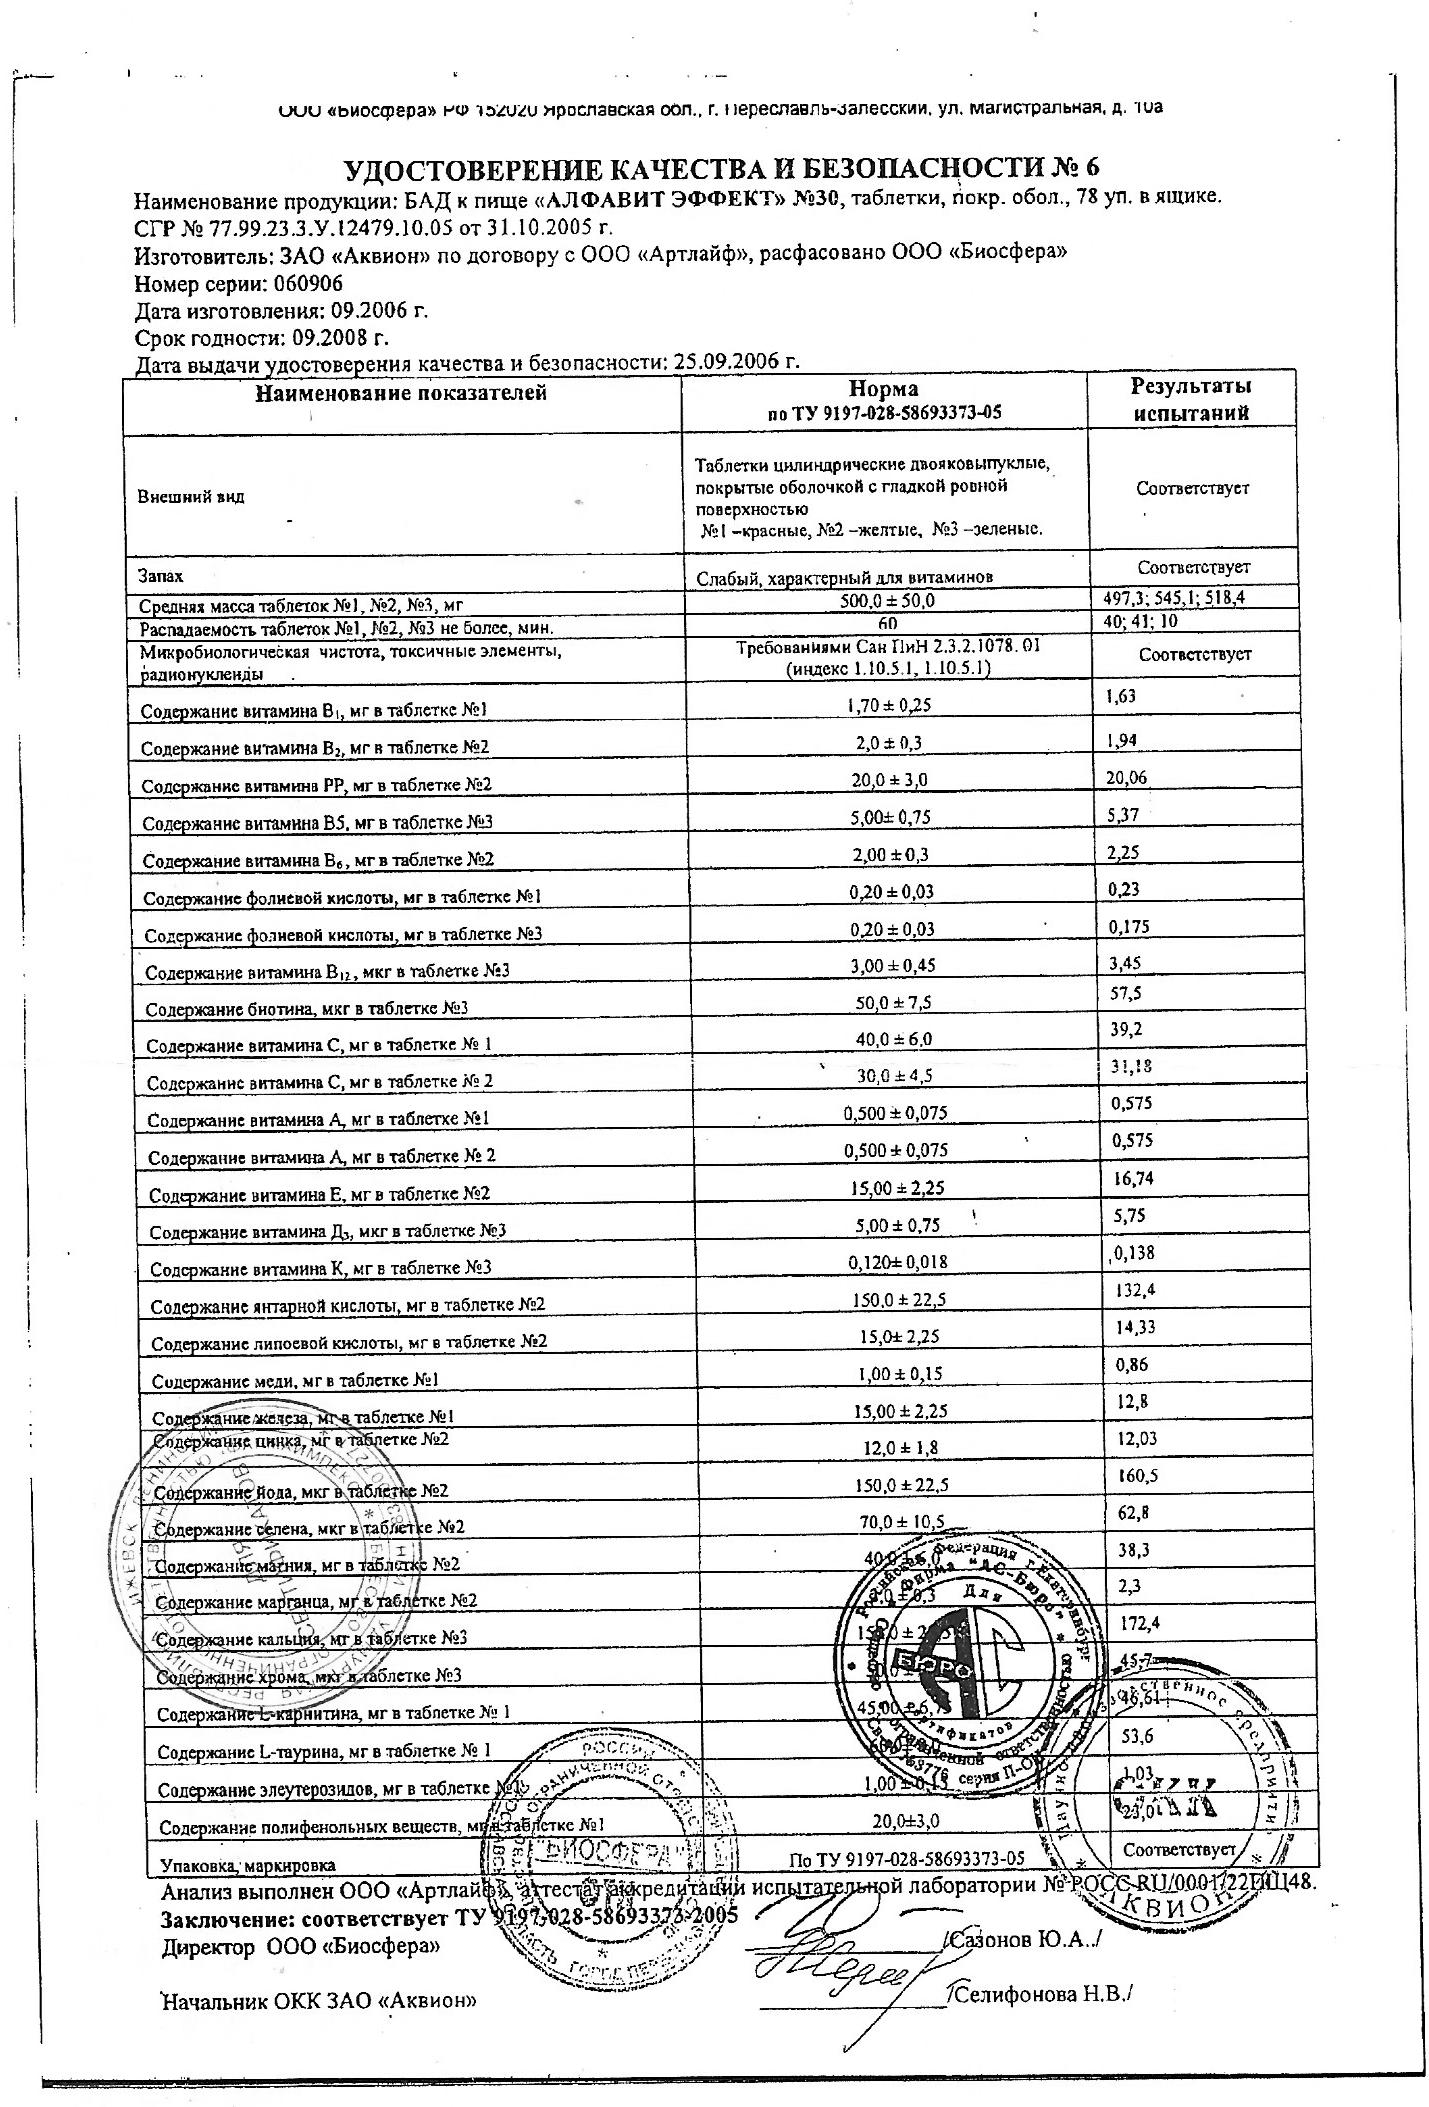 ООО «Биосфера» РФ 152020 Ярославская обл., г. Переславль-Залесский, ул. Магистральная, д. 10а
УДОСТОВЕРЕНИЕ КАЧЕСТВА И БЕЗОПАСНОСТИ № 6
Наименование продукции: БАД к пище «АЛФАВИТ ЭФФЕКТ» №30, таблетки, покр. обол., 78 уп. в ящике.
СГР № 77.99.23.3.У.12479.10.05 от 31.10.2005 г.
Изготовитель: ЗАО «Аквион» по договору с ООО «Артлайф», расфасовано ООО «Биосфера»
Номер серии: 060906
Дата изготовления: 09.2006 г.
Срок годности: 09.2008 г.
Дата выдачи удостоверения качества и безопасности: 25.09.2006 г.
Наименование показателей Норма по ТУ 9197-028-58693373-05 Результаты испытаний
Внешний вид Таблетки цилиндрические двояковыпуклые,
покрытые оболочкой с гладкой ровной
поверхностью
№1 –красные, №2 –желтые, №3 –зеленые. Соответствует
Запах Слабый, характерный для витаминов Соответствует
Средняя масса таблеток №1, №2, №3, мг 500,0 ± 50,0 497,3; 545,1; 518,4
Распадаемость таблеток №1, №2, №3 не более, мин. 60 40; 41; 10
Микробиологическая чистота, токсичные элементы, радионукленды Требованиями Сан ПиН 2.3.2.1078. 01 (индекс 1.10.5.1, 1.10.5.1) Соответствует
Содержание витамина В1, мг в таблетке №1 1,70 ± 0,25 1,63
Содержание витамина В2, мг в таблетке №2 2,0 ± 0,3 1,94
Содержание витамина РР, мг в таблетке №2 20,0 ± 3,0 20,06
Содержание витамина В5, мг в таблетке №3 5,00± 0,75 5,37
Содержание витамина В6, мг в таблетке №2 2,00 ± 0,3 2,25
Содержание фолиевой кислоты, мг в таблетке №1 0,20 ± 0,03 0,23
Содержание фолиевой кислоты, мг в таблетке №3 0,20 ± 0,03 0,175
Содержание витамина В12, мкг в таблетке №3 3,00 ± 0,45 3,45
Содержание биотина, мкг в таблетке №3 50,0 ± 7,5 57,5
Содержание витамина С, мг в таблетке № 1 40,0 ± 6,0 39,2
Содержание витамина С, мг в таблетке № 2 30,0 ± 4,5 31,18
Содержание витамина А, мг в таблетке №1 0,500 ± 0,075 0,575
Содержание витамина А, мг в таблетке № 2 0,500 ± 0,075 0,575
Содержание витамина Е, мг в таблетке №2 15,00 ± 2,25 16,74
Содержание витамина Д3, мкг в таблетке №3 5,00 ± 0,75 5,75
Содержание витамина К, мг в таблетке №3 0,120± 0,018 0,138
Содержание янтарной кислоты, мг в таблетке №2 150,0 ± 22,5 132,4
Содержание липоевой кислоты, мг в таблетке №2 15,0± 2,25 14,33
Содержание меди, мг в таблетке №1 1,00 ± 0,15 0,86
Содержание железа, мг в таблетке №1 15,00 ± 2,25 12,8
Содержание цинка, мг в таблетке №2 12,0 ± 1,8 12,03
Содержание йода, мкг в таблетке №2 150,0 ± 22,5 160,5
Содержание селена, мкг в таблетке №2 70,0 ± 10,5 62,8
Содержание магния, мг в таблетке №2 38,3
Содержание марганца, мг в таблетке №2 2,3
Содержание кальция, мг в таблетке №3 172,4
Содержание хрома, мкг в таблетке №3 45,7
Содержание L-карнитина, мг в таблетке № 1 45,00 ± 6,75 46,61
Содержание L-таурина, мг в таблетке № 1 53,6
Содержание элеутерозидов, мг в таблетке №1 1,00 ± 0,15 1,03
Содержание полифенольных веществ, мг в таблетке №1 20,0±3,0 23,0
Упаковка, маркировка По ТУ 9197-028-58693373-05 Соответствует
Анализ выполнен ООО «Артлайф», аттестат аккредитации испытательной лаборатории № РОСС RU/0001/22ПЩ48.
Заключение: соответствует ТУ 9197-028-58693373-2005
Директор ООО «Биосфера» /Сазонов Ю.А../
Начальник ОКК ЗАО «Аквион» /Селифонова Н.В./
Российская Федерация г.Екатеринбург
Фирма "АС-Бюро"
Для сертификатов
БЮРО
"БИОСФЕРА"
АКВИОН
ИЖЕВСК
ДЛЯ СЕРТИФИКАТОВ